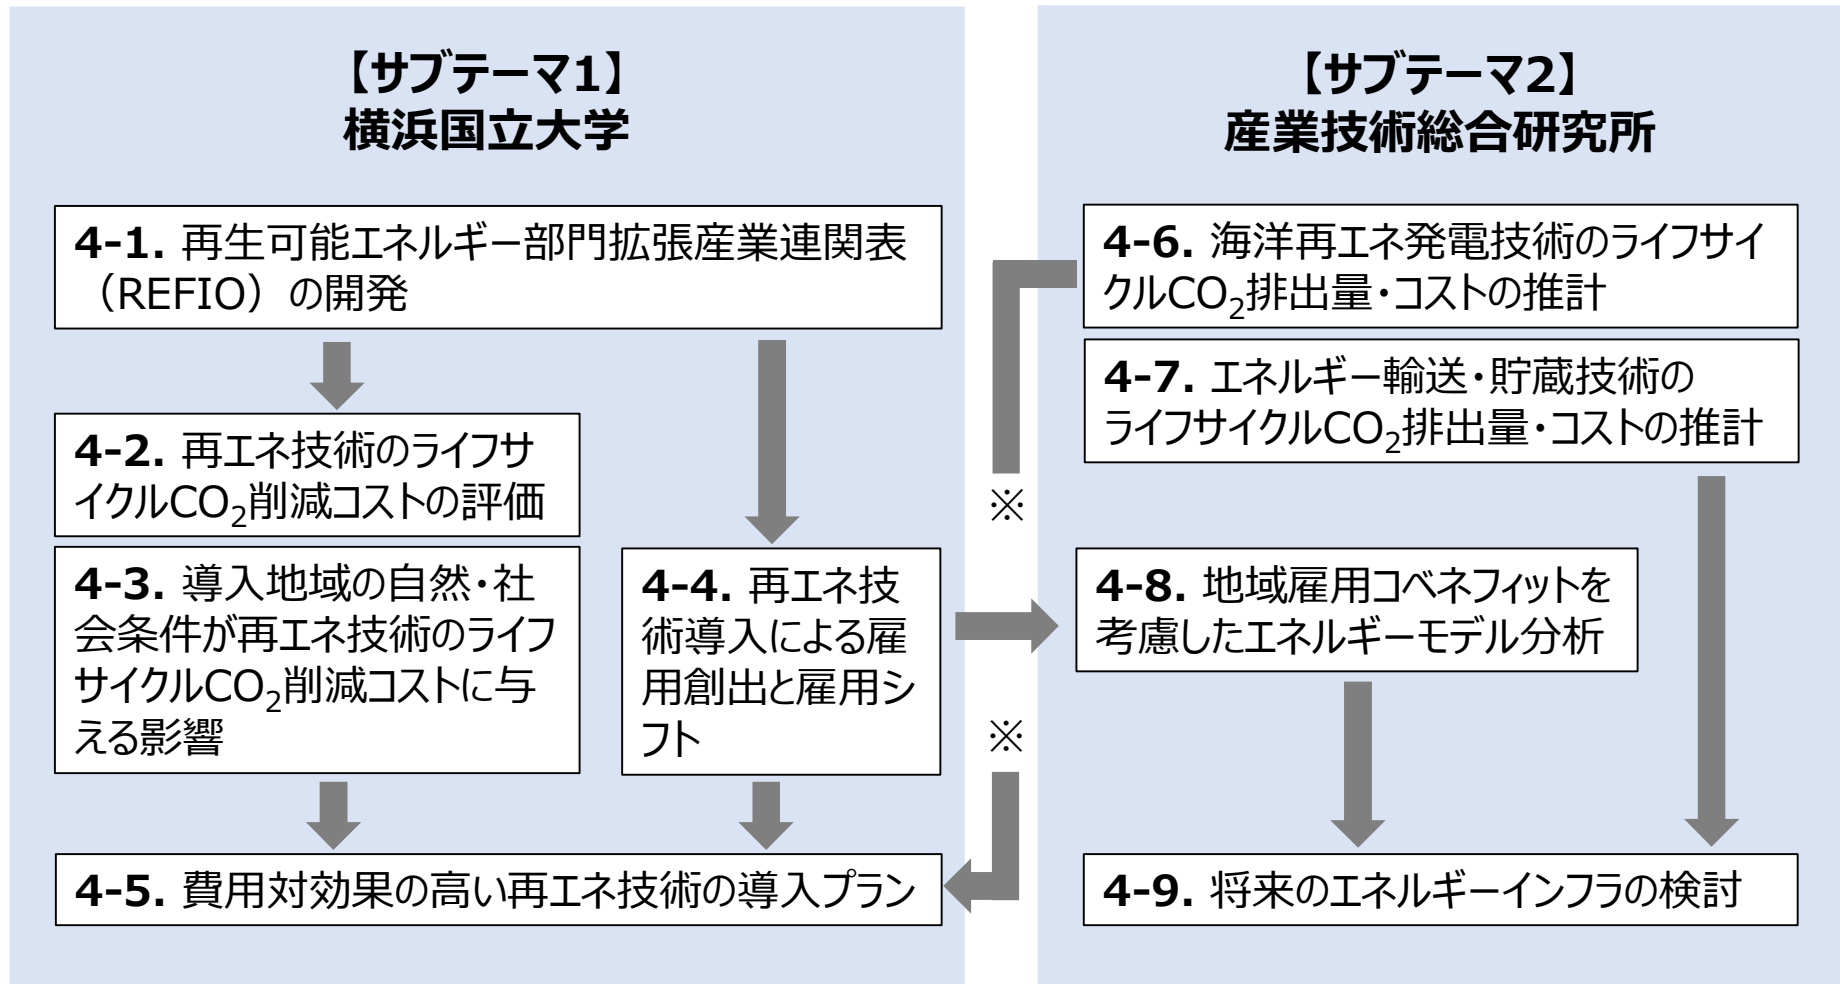 【サブテーマ1】
横浜国立大学
4-1. 再生可能エネルギー部門拡張産業連関表
（REFIO）の開発
4-2. 再エネ技術のライフサ
イクルCO₂削減コストの評価
4-3. 導入地域の自然・社
会条件が再エネ技術のライフ
サイクルCO₂削減コストに与
える影響
4-4. 再エネ技
術導入による雇
用創出と雇用シ
フト
4-5. 費用対効果の高い再エネ技術の導入プラン
※
※
【サブテーマ2】
産業技術総合研究所
4-6. 海洋再エネ発電技術のライフサイ
クルCO₂排出量・コストの推計
4-7. エネルギー輸送・貯蔵技術の
ライフサイクルCO₂排出量・コストの推計
4-8. 地域雇用コベネフィットを
考慮したエネルギーモデル分析
4-9. 将来のエネルギーインフラの検討